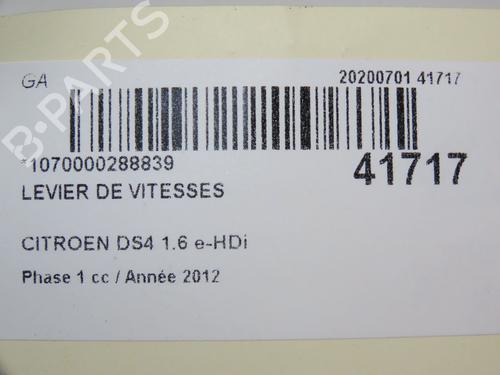 GA
20200701 41717
*1070000288839
41717
LEVIER DE VITESSES
CITROEN DS4 1.6 e-HDi
Phase 1 cc / Année 2012
B-PARTS